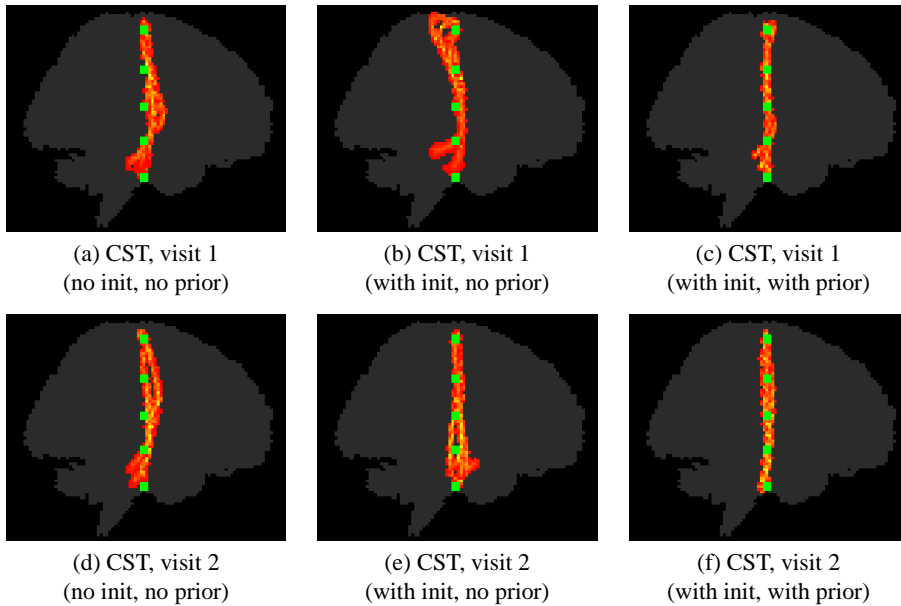 (a) CST, visit 1
(no init, no prior)
(b) CST, visit 1
(with init, no prior)
(c) CST, visit 1
(with init, with prior)
(d) CST, visit 2
(no init, no prior)
(e) CST, visit 2
(with init, no prior)
(f) CST, visit 2
(with init, with prior)